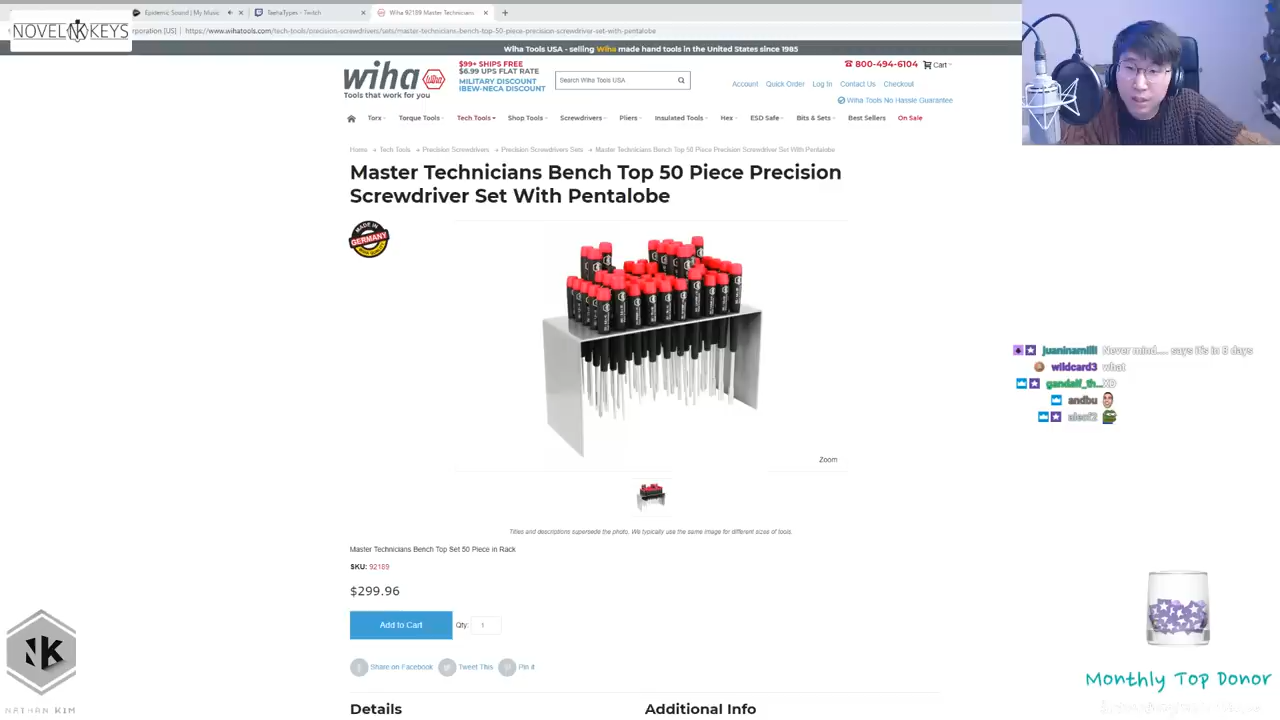 Epidemic Sound | My Music
TaehaTypes - Twitch
Wiha 92189 Master Technicians
NOVELKEYS
rporation [US] | https://www.wihatools.com/tech-tools/precision-screwdrivers/sets/master-technicians-bench-top-50-piece-precision-screwdriver-set-with-pentalobe
Wiha Tools USA - selling Wiha made hand tools in the United States since 1985
wiha
Tools that work for you
$99+ SHIPS FREE
$6.99 UPS FLAT RATE
MILITARY DISCOUNT
IBEW-NECA DISCOUNT
Search Wiha Tools USA
800-494-6104
Cart
Account Quick Order Log In Contact Us Checkout
Wiha Tools No Hassle Guarantee
Torx Torque Tools Tech Tools Shop Tools Screwdrivers Pliers Insulated Tools Hex ESD Safe Bits & Sets Best Sellers On Sale
Home → Tech Tools → Precision Screwdrivers → Precision Screwdrivers Sets → Master Technicians Bench Top 50 Piece Precision Screwdriver Set With Pentalobe
Master Technicians Bench Top 50 Piece Precision
Screwdriver Set With Pentalobe
MADE IN
GERMANY
Zoom
Titles and descriptions supersede the photo. We typically use the same image for different sizes of tools.
Master Technicians Bench Top Set 50 Piece in Rack
SKU: 92189
$299.96
Add to Cart
Qty: 1
Share on Facebook Tweet This Pin it
Details
Additional Info
juaninamilli Never mind.... says it's in 8 days
wildcard3 what
gandalf_th... XD
andbu
NK
NATHAN KIM
Monthly Top Donor